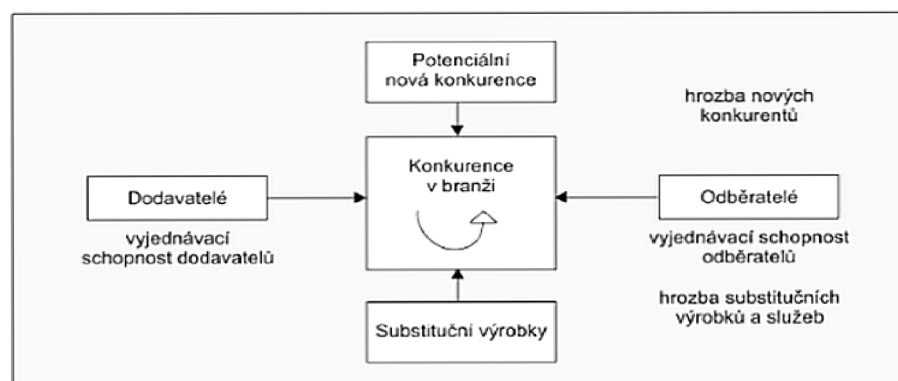 Potenciální
nová konkurence
hrozba nových
konkurentů
Konkurence
v branži
Dodavatelé
vyjednávací
schopnost dodavatelů
Odběratelé
vyjednávací schopnost
odběratelů
hrozba substitučních
výrobků a služeb
Substituční výrobky